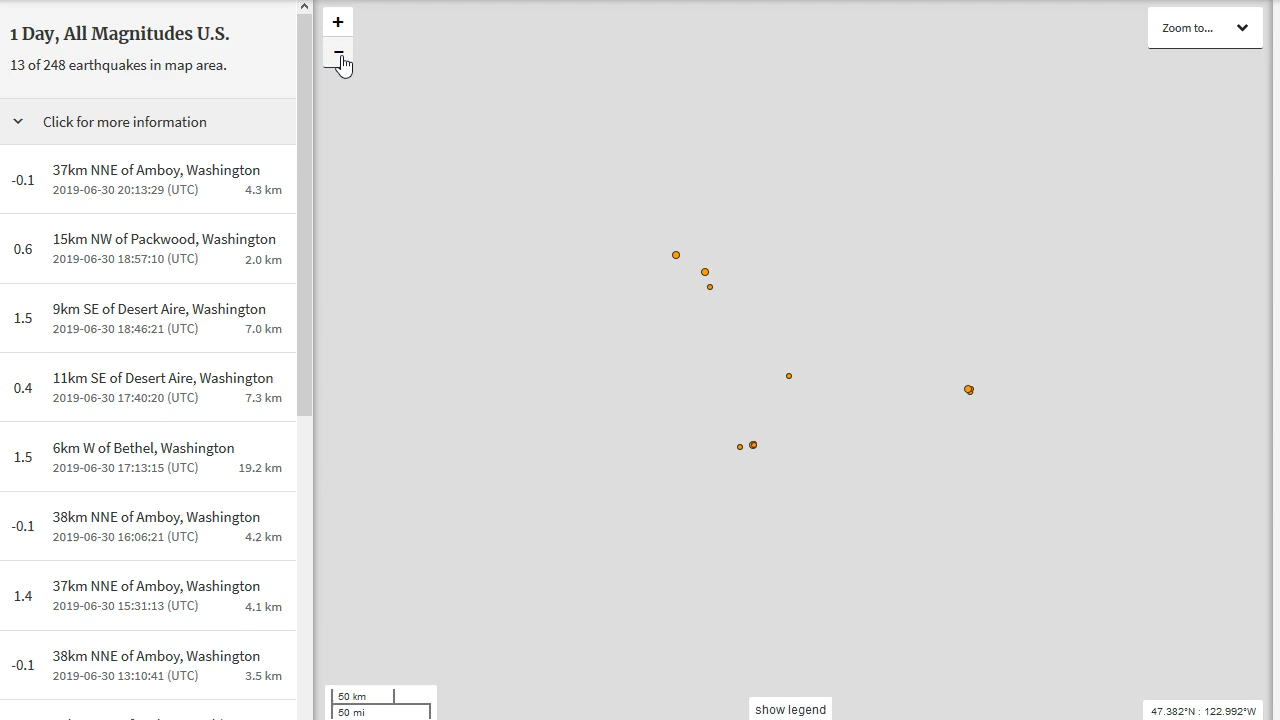 1 Day, All Magnitudes U.S.
13 of 248 earthquakes in map area.
Click for more information
-0.1
37km NNE of Amboy, Washington
2019-06-30 20:13:29 (UTC) 4.3 km
0.6
15km NW of Packwood, Washington
2019-06-30 18:57:10 (UTC) 2.0 km
1.5
9km SE of Desert Aire, Washington
2019-06-30 18:46:21 (UTC) 7.0 km
0.4
11km SE of Desert Aire, Washington
2019-06-30 17:40:20 (UTC) 7.3 km
1.5
6km W of Bethel, Washington
2019-06-30 17:13:15 (UTC) 19.2 km
-0.1
38km NNE of Amboy, Washington
2019-06-30 16:06:21 (UTC) 4.2 km
1.4
37km NNE of Amboy, Washington
2019-06-30 15:31:13 (UTC) 4.1 km
-0.1
38km NNE of Amboy, Washington
2019-06-30 13:10:41 (UTC) 3.5 km
+
−
Zoom to...
50 km
50 mi
show legend
47.382°N : 122.992°W